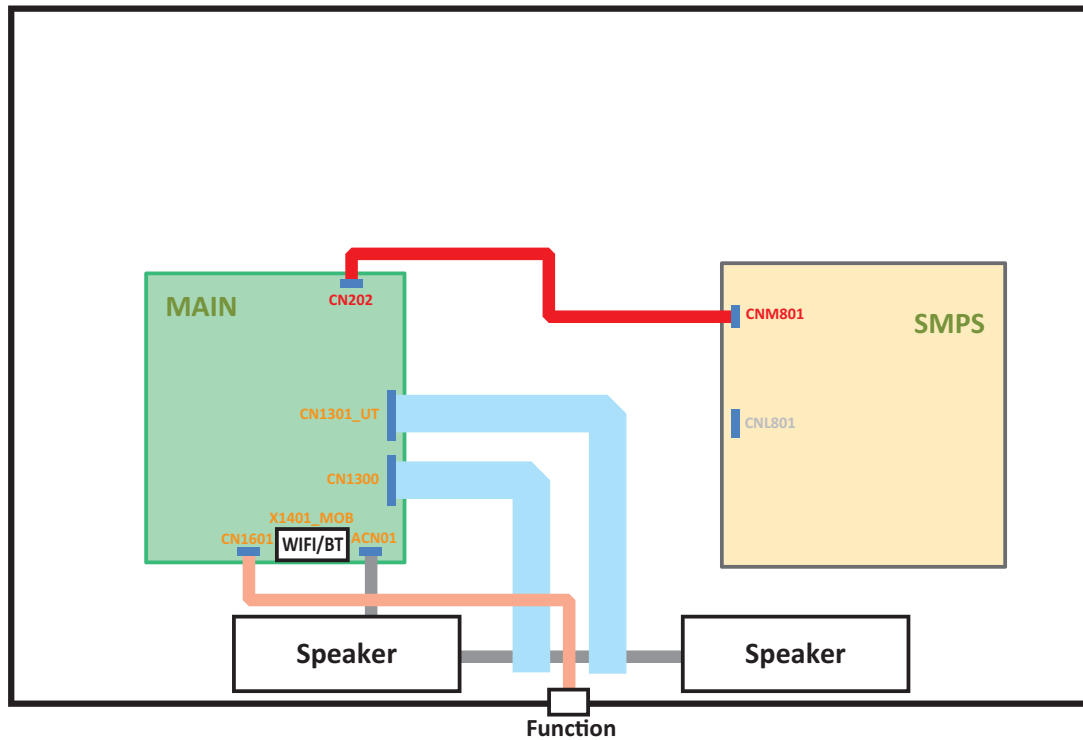 MAIN
CN202
CNM801
SMPS
CN1301_UT
CNL801
CN1300
X1401_MOB
CN1601
WIFI/BT
ACN01
Speaker
Speaker
Function